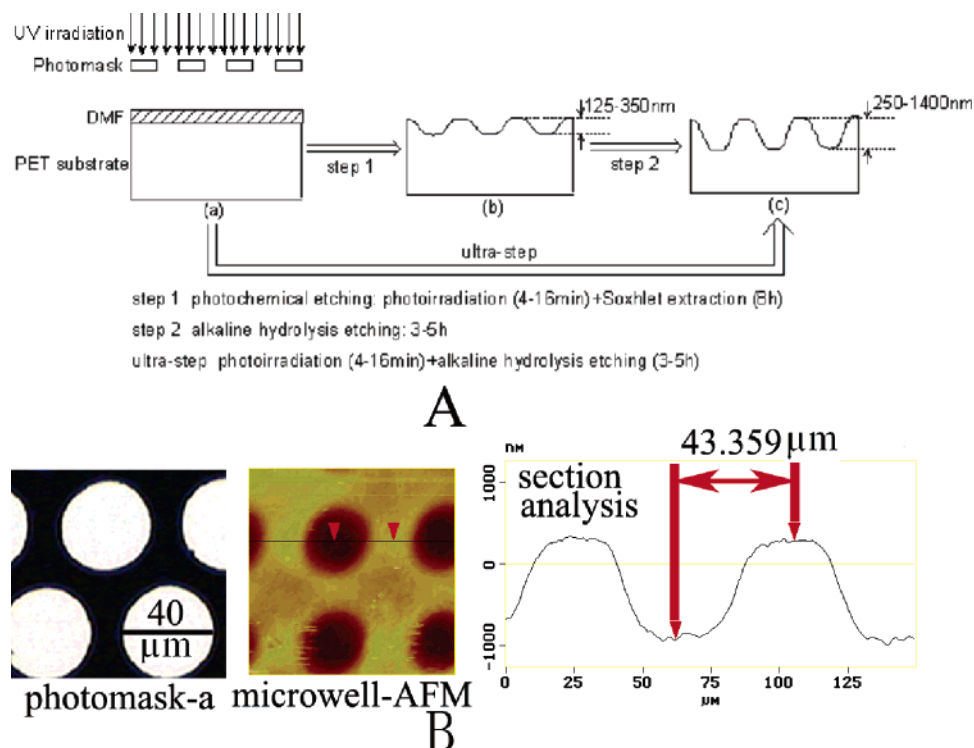 UV irradiation
Photomask
DMF
PET substrate
(a)
step 1
125-350nm
(b)
step 2
250-1400nm
(c)
ultra-step
step 1 photochemical etching: photoirradiation (4-16min)+Soxhlet extraction (8h)
step 2 alkaline hydrolysis etching: 3-5h
ultra-step photoirradiation (4-16min)+alkaline hydrolysis etching (3-5h)
A
40
µm
photomask-a
microwell-AFM
NM
43.359µm
section
analysis
1000
0
-1000
0 25 50 75 100 125
µM
B